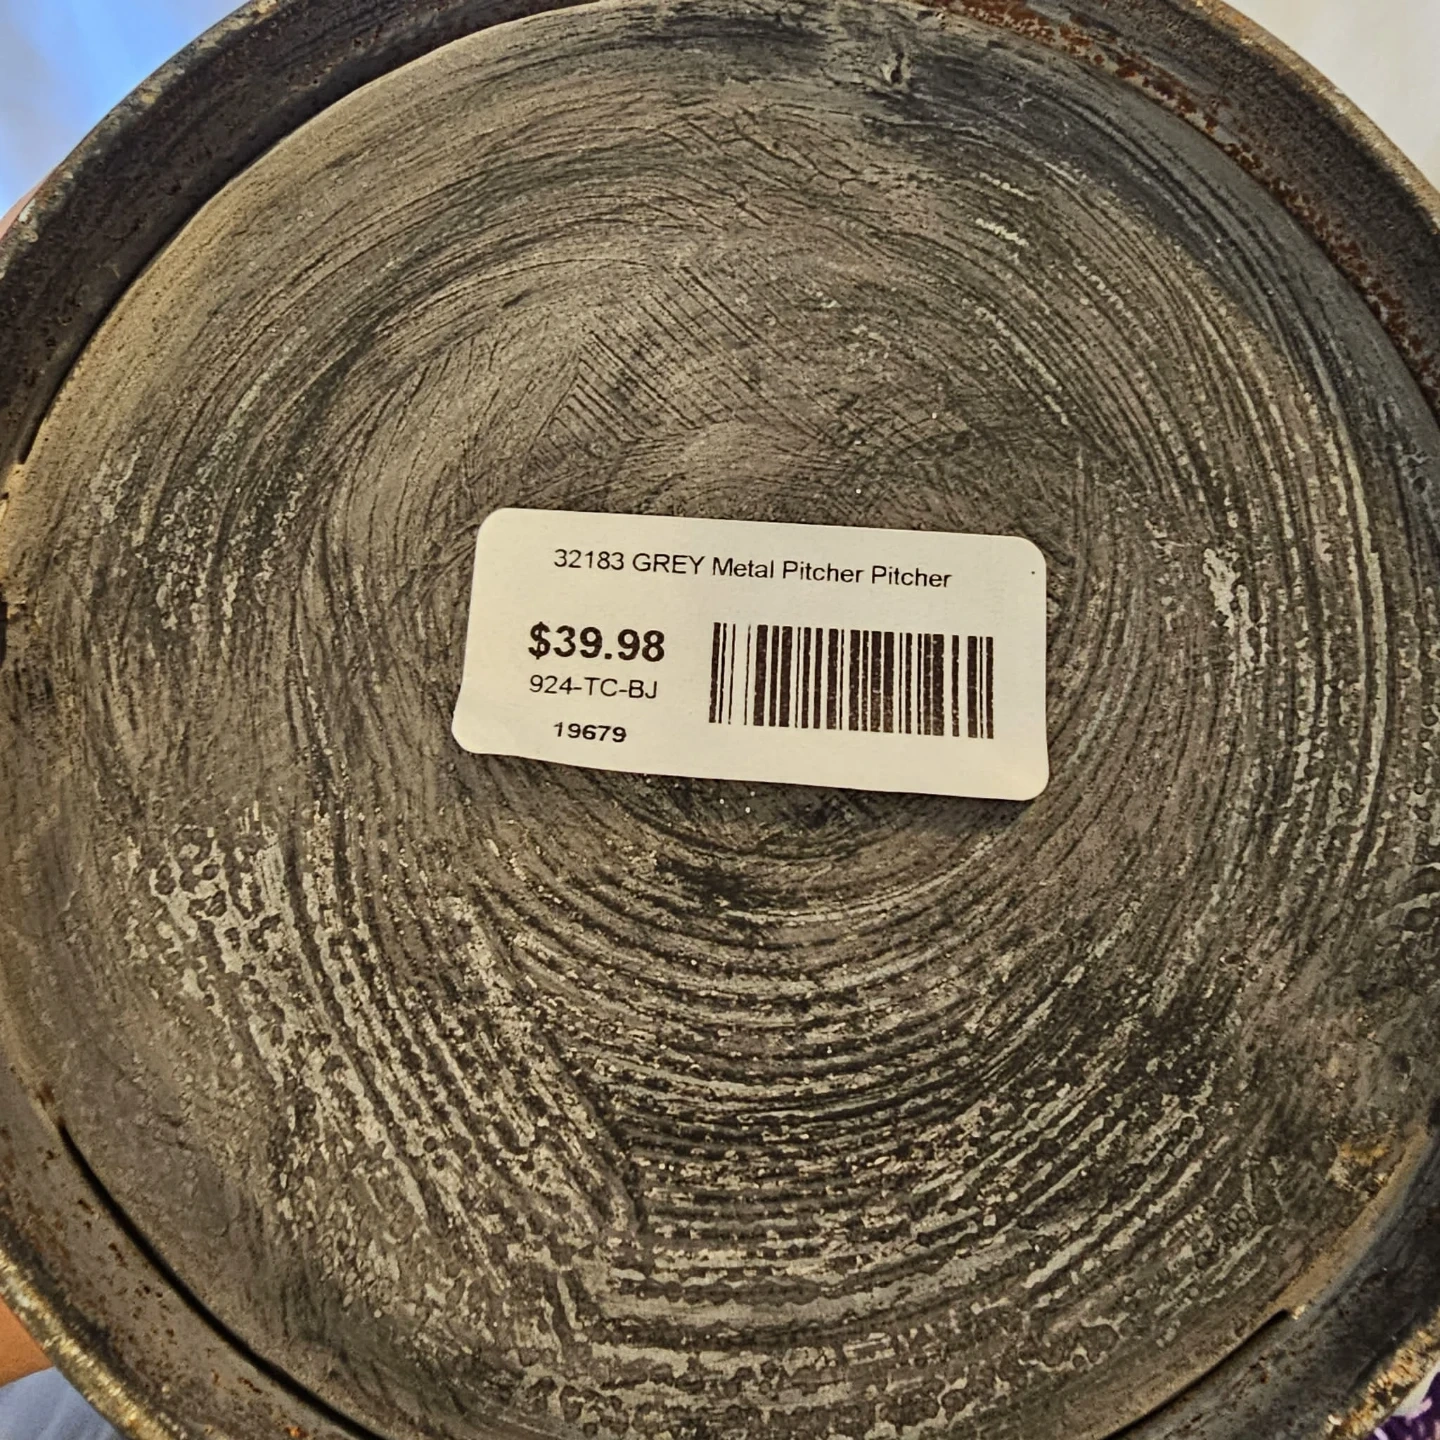 32183 GREY Metal Pitcher Pitcher
$39.98
924-TC-BJ
19679